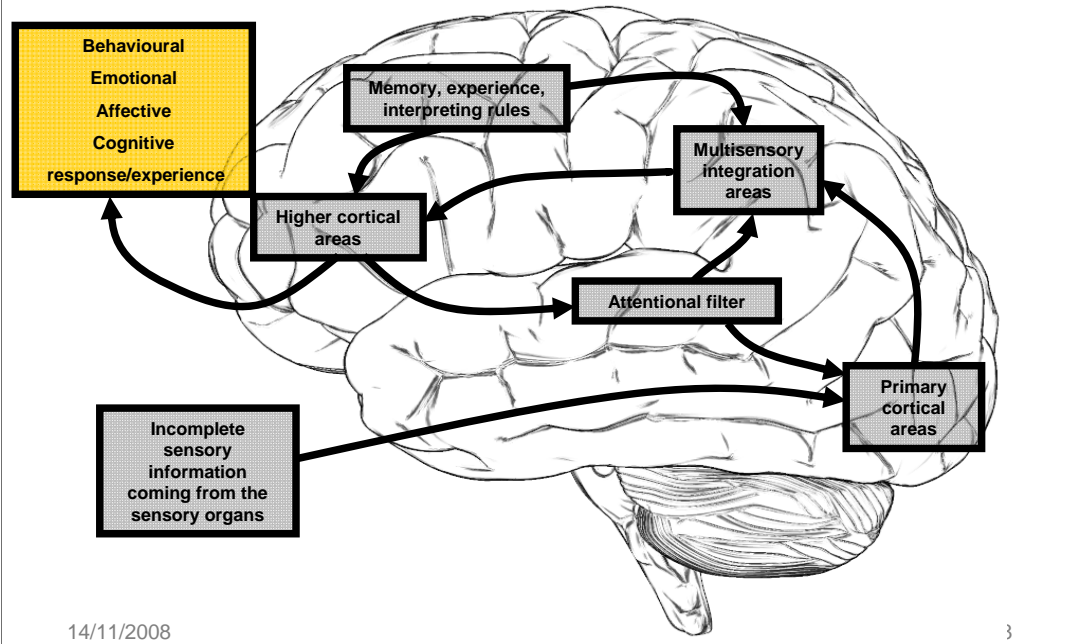 Behavioural
Emotional
Affective
Cognitive
response/experience
Memory, experience,
interpreting rules
Multisensory
integration
areas
Higher cortical
areas
Attentional filter
Primary
cortical
areas
Incomplete
sensory
information
coming from the
sensory organs
14/11/2008